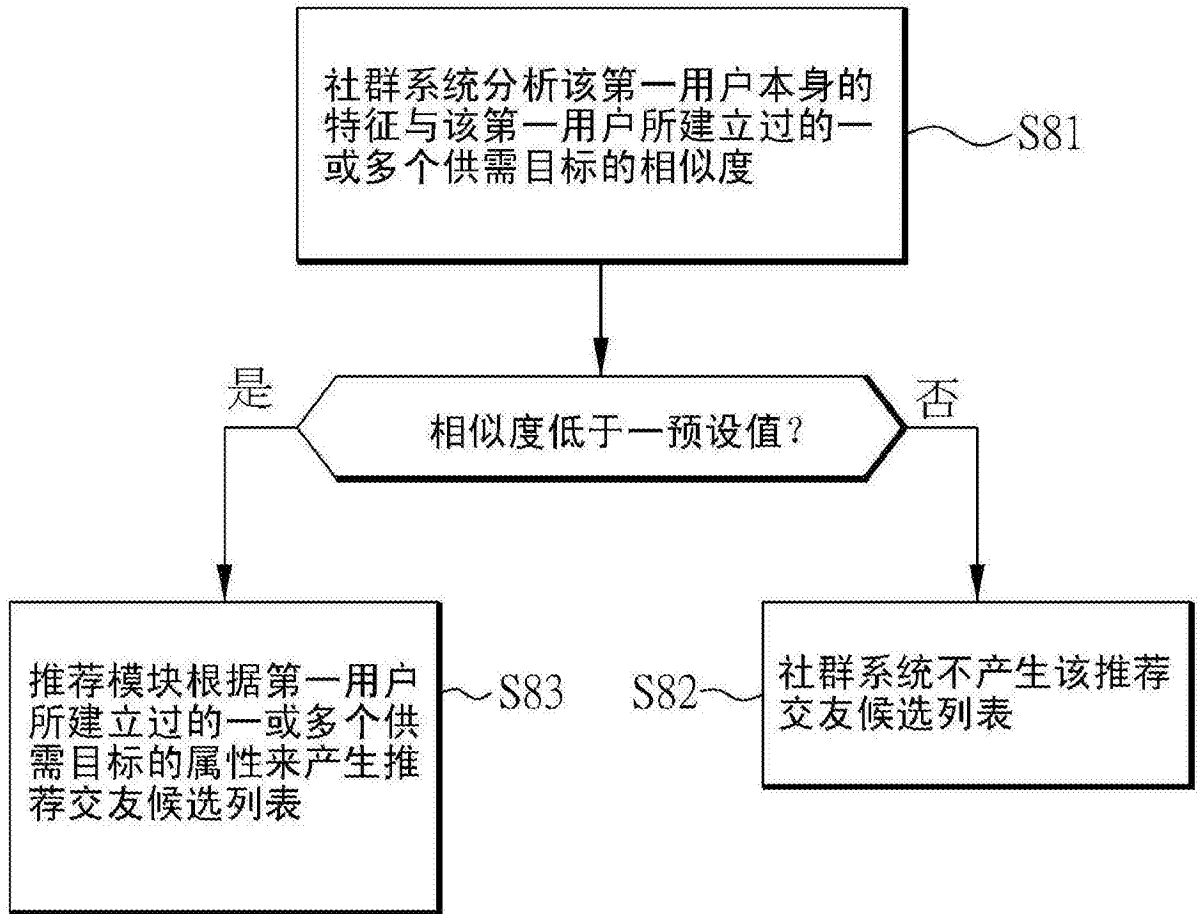 社群系统分析该第一用户本身的
特征与该第一用户所建立过的一
或多个供需目标的相似度
S81
是
否
相似度低于一预设值？
推荐模块根据第一用户
所建立过的一或多个供
需目标的属性来产生推
荐交友候选列表
S83
S82
社群系统不产生该推荐
交友候选列表